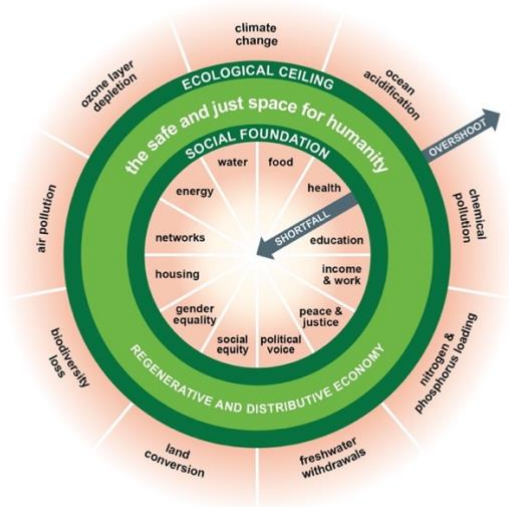 climate
change
ozone layer
depletion
ocean
acidification
ECOLOGICAL CEILING
the safe and just space for humanity
SOCIAL FOUNDATION
OVERSHOOT
water
food
energy
health
air pollution
chemical
pollution
SHORTFALL
networks
education
housing
income
& work
gender
equality
peace &
justice
social
equity
political
voice
biodiversity
loss
nitrogen &
phosphorus loading
REGENERATIVE AND DISTRIBUTIVE ECONOMY
land
conversion
freshwater
withdrawals